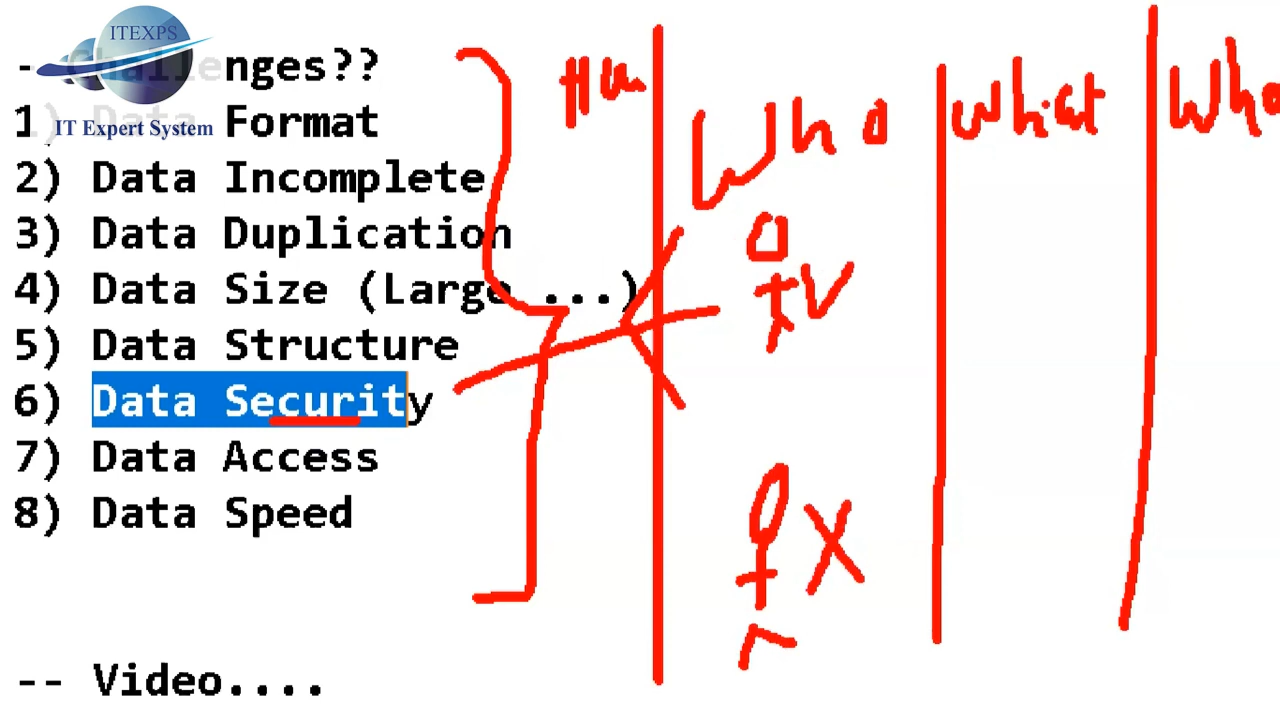 ITEXPS
- Challenges??
1) Data Format
IT Expert System
2) Data Incomplete
3) Data Duplication
4) Data Size (Large ...)
5) Data Structure
6) Data Security
7) Data Access
8) Data Speed
-- Video....
Who
What
Who